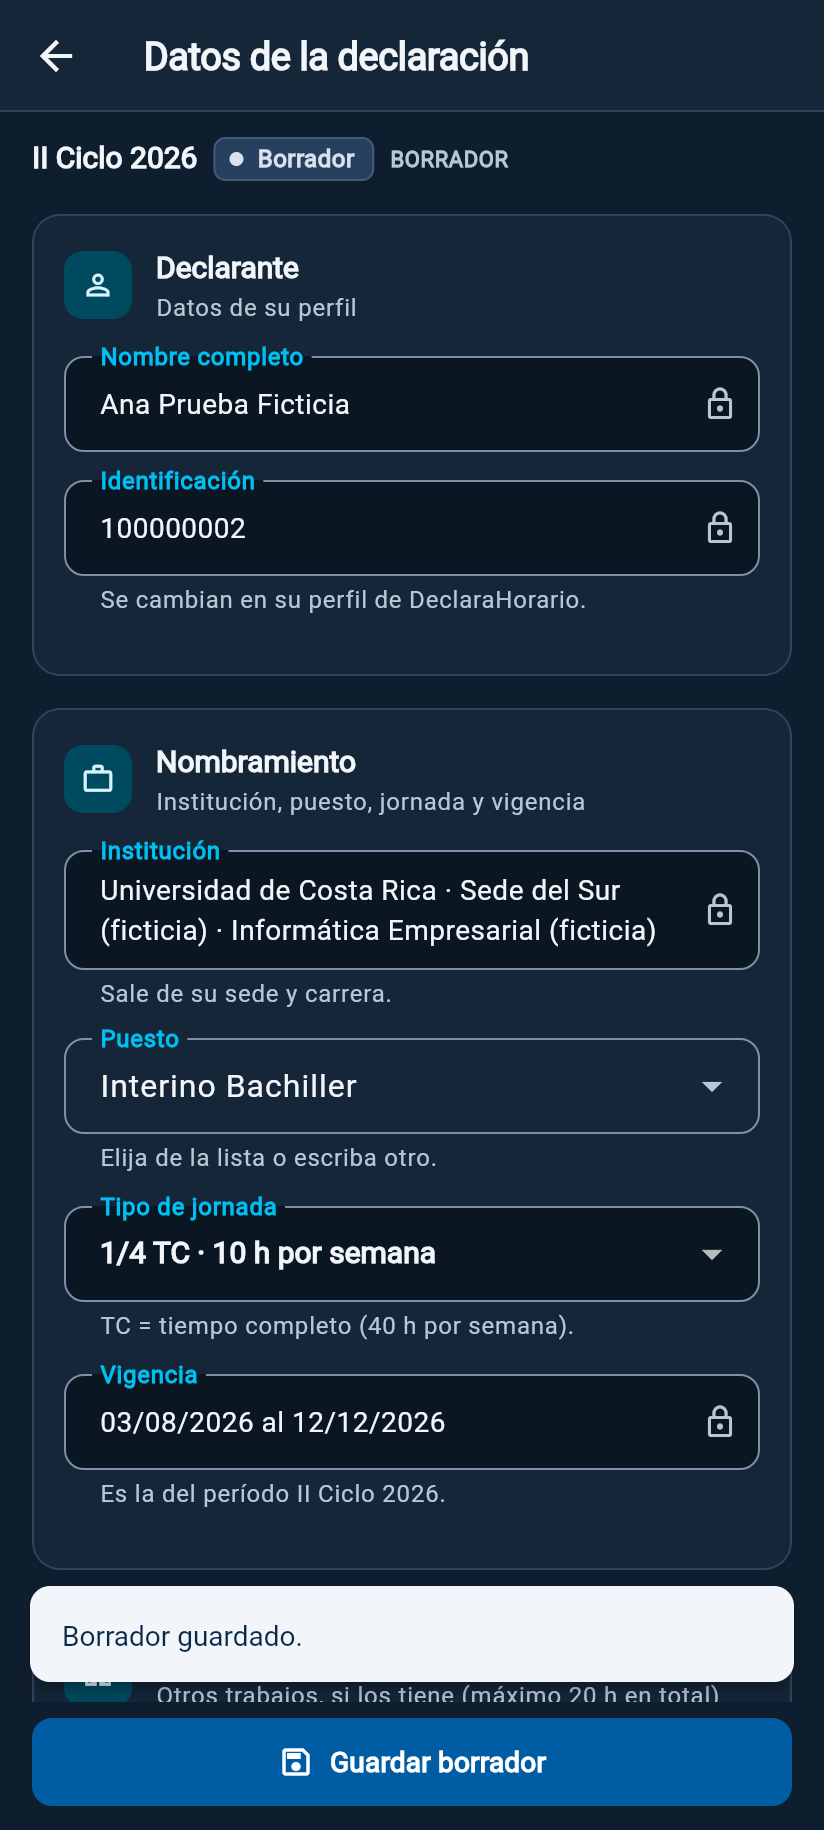 Datos de la declaración
II Ciclo 2026
Borrador
BORRADOR
Declarante
Datos de su perfil
Nombre completo
Ana Prueba Ficticia
Identificación
100000002
Se cambian en su perfil de DeclaraHorario.
Nombramiento
Institución, puesto, jornada y vigencia
Institución
Universidad de Costa Rica · Sede del Sur
(ficticia) · Informática Empresarial (ficticia)
Sale de su sede y carrera.
Puesto
Interino Bachiller
Elija de la lista o escriba otro.
Tipo de jornada
1/4 TC · 10 h por semana
TC = tiempo completo (40 h por semana).
Vigencia
03/08/2026 al 12/12/2026
Es la del período II Ciclo 2026.
Borrador guardado.
Otros trabajos, si los tiene (máximo 20 h en total)
Guardar borrador